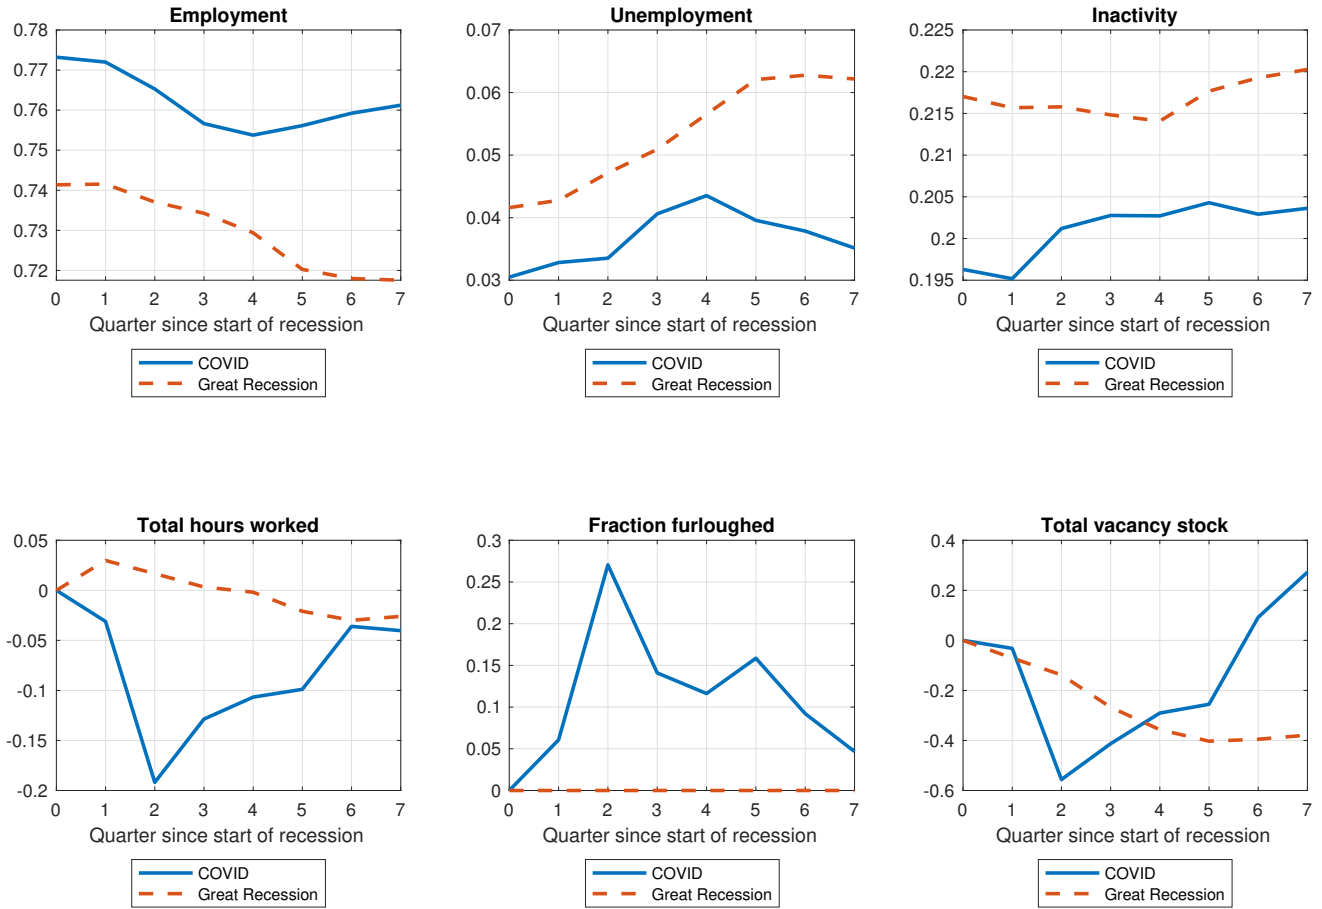 Employment
0.78
0.77
0.76
0.75
0.74
0.73
0.72
0 1 2 3 4 5 6 7
Quarter since start of recession
COVID
Great Recession
Unemployment
0.07
0.06
0.05
0.04
0.03
0 1 2 3 4 5 6 7
Quarter since start of recession
COVID
Great Recession
Inactivity
0.225
0.22
0.215
0.21
0.205
0.2
0.195
0 1 2 3 4 5 6 7
Quarter since start of recession
COVID
Great Recession
Total hours worked
0.05
0
-0.05
-0.1
-0.15
-0.2
0 1 2 3 4 5 6 7
Quarter since start of recession
COVID
Great Recession
Fraction furloughed
0.3
0.25
0.2
0.15
0.1
0.05
0
0 1 2 3 4 5 6 7
Quarter since start of recession
COVID
Great Recession
Total vacancy stock
0.4
0.2
0
-0.2
-0.4
-0.6
0 1 2 3 4 5 6 7
Quarter since start of recession
COVID
Great Recession